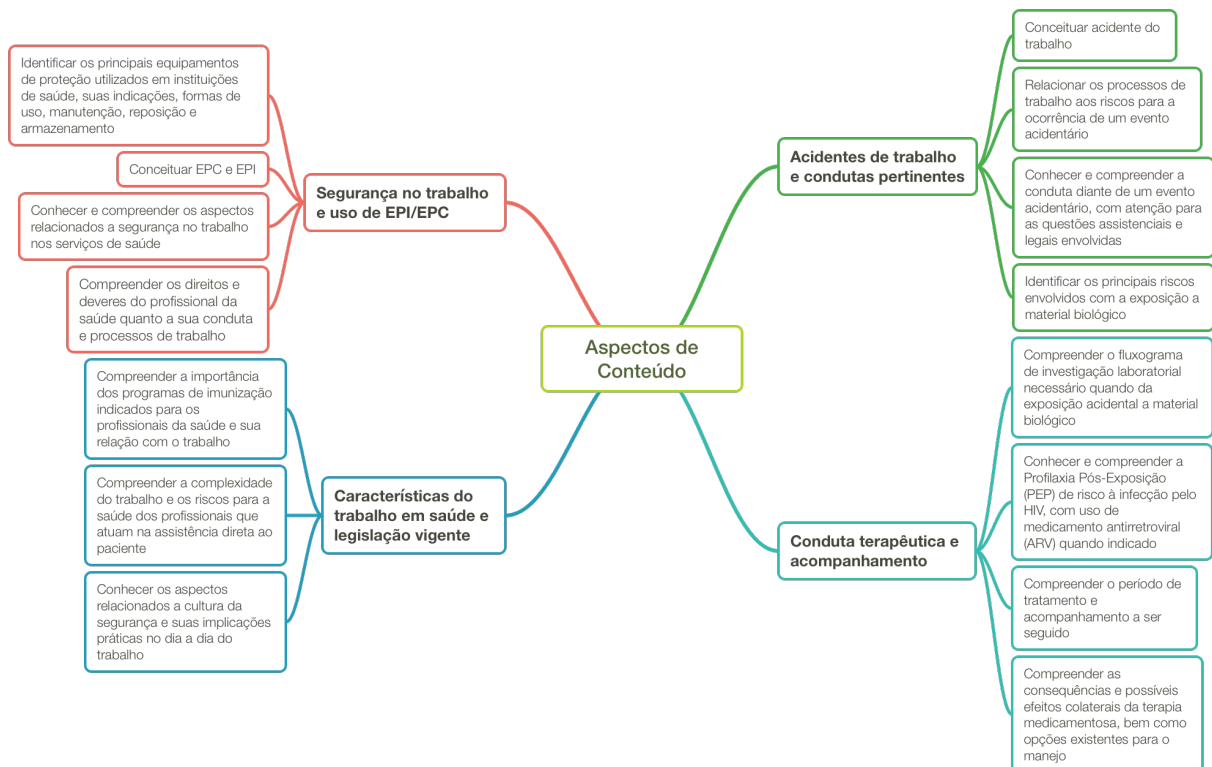 Aspectos de
Conteúdo
Segurança no trabalho
e uso de EPI/EPC
Identificar os principais equipamentos
de proteção utilizados em instituições
de saúde, suas indicações, formas de
uso, manutenção, reposição e
armazenamento
Conceituar EPC e EPI
Conhecer e compreender os aspectos
relacionados a segurança no trabalho
nos serviços de saúde
Compreender os direitos e
deveres do profissional da
saúde quanto a sua conduta
e processos de trabalho
Características do
trabalho em saúde e
legislação vigente
Compreender a importância
dos programas de imunização
indicados para os
profissionais da saúde e sua
relação com o trabalho
Compreender a complexidade
do trabalho e os riscos para a
saúde dos profissionais que
atuam na assistência direta ao
paciente
Conhecer os aspectos
relacionados a cultura da
segurança e suas implicações
práticas no dia a dia do
trabalho
Acidentes de trabalho
e condutas pertinentes
Conceituar acidente do
trabalho
Relacionar os processos de
trabalho aos riscos para a
ocorrência de um evento
acidentário
Conhecer e compreender a
conduta diante de um evento
acidentário, com atenção para
as questões assistenciais e
legais envolvidas
Identificar os principais riscos
envolvidos com a exposição a
material biológico
Conduta terapêutica e
acompanhamento
Compreender o fluxograma
de investigação laboratorial
necessário quando da
exposição acidental a material
biológico
Conhecer e compreender a
Profilaxia Pós-Exposição
(PEP) de risco à infecção pelo
HIV, com uso de
medicamento antirretroviral
(ARV) quando indicado
Compreender o período de
tratamento e
acompanhamento a ser
seguido
Compreender as
consequências e possíveis
efeitos colaterais da terapia
medicamentosa, bem como
opções existentes para o
manejo